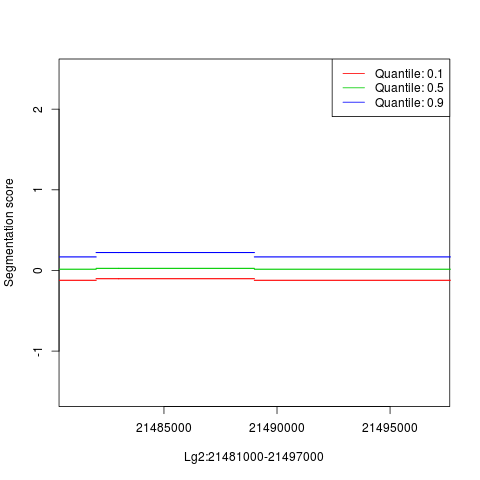 Quantile: 0.1
Quantile: 0.5
Quantile: 0.9
2
1
0
-1
Segmentation score
21485000 21490000 21495000
Lg2:21481000-21497000